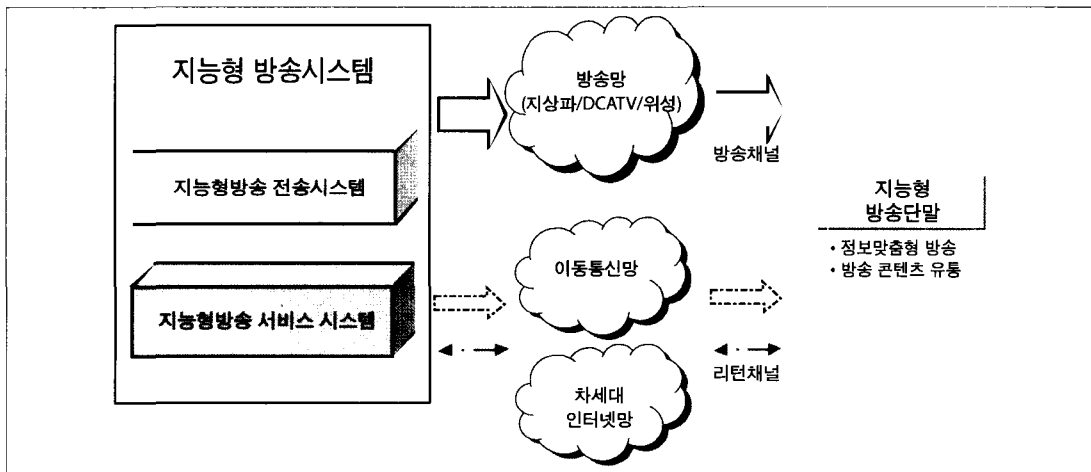 지능형 방송시스템
지능형방송 전송시스템
지능형방송 서비스 시스템
방송망
(지상파/DCATV/위성)
방송채널
이동통신망
차세대
인터넷망
리턴채널
지능형
방송단말
• 정보맞춤형 방송
• 방송 콘텐츠 유통